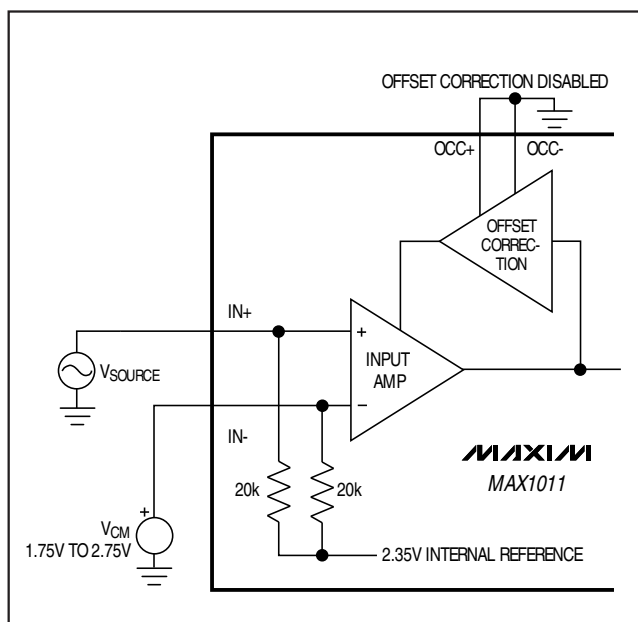 OFFSET CORRECTION DISABLED
OCC+
OCC-
OFFSET
CORREC-
TION
IN+
+
INPUT
AMP
−
VSOURCE
IN-
MAXIM
MAX1011
20k
20k
+
VCM
1.75V TO 2.75V
2.35V INTERNAL REFERENCE